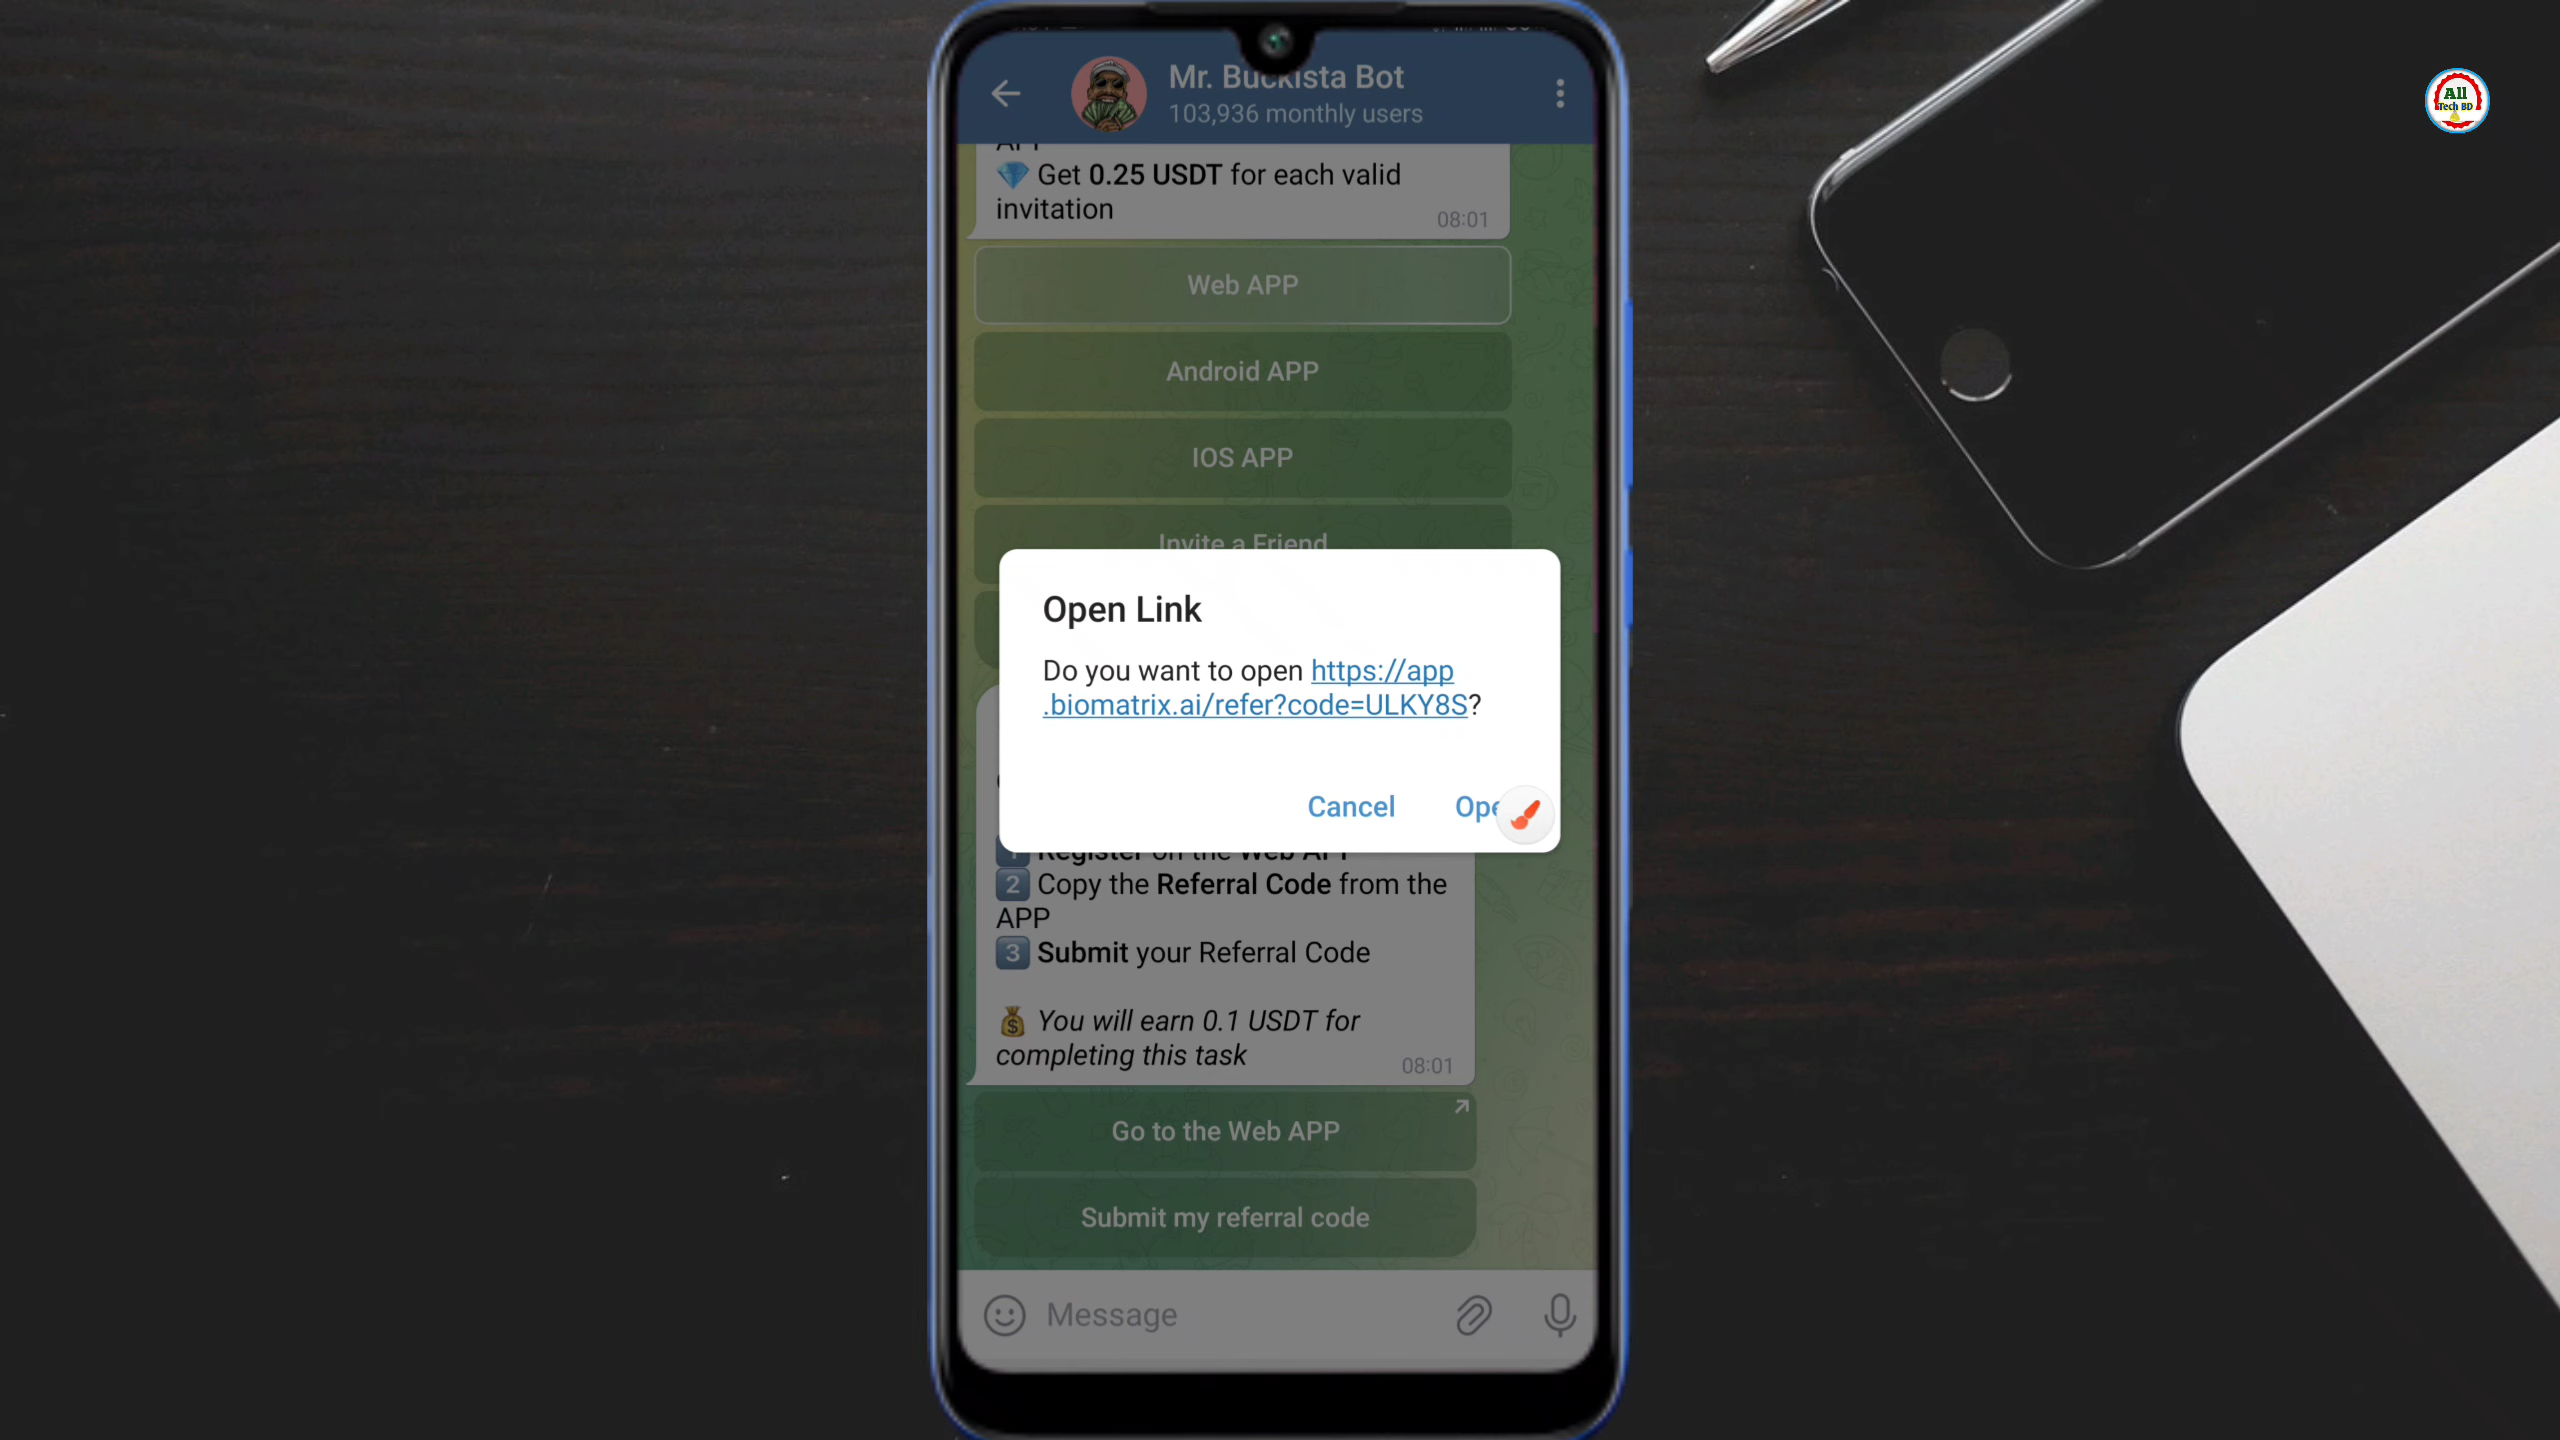 Mr. Buckista Bot
103,936 monthly users
💎 Get 0.25 USDT for each valid
invitation
08:01
Web APP
Android APP
IOS APP
Invite a Friend
Open Link
Do you want to open https://app
.biomatrix.ai/refer?code=ULKY8S?
Cancel
Ope
1 Register on the Web APP
2 Copy the Referral Code from the
APP
3 Submit your Referral Code
💰 You will earn 0.1 USDT for
completing this task
08:01
Go to the Web APP
Submit my referral code
Message
All
Tech BD